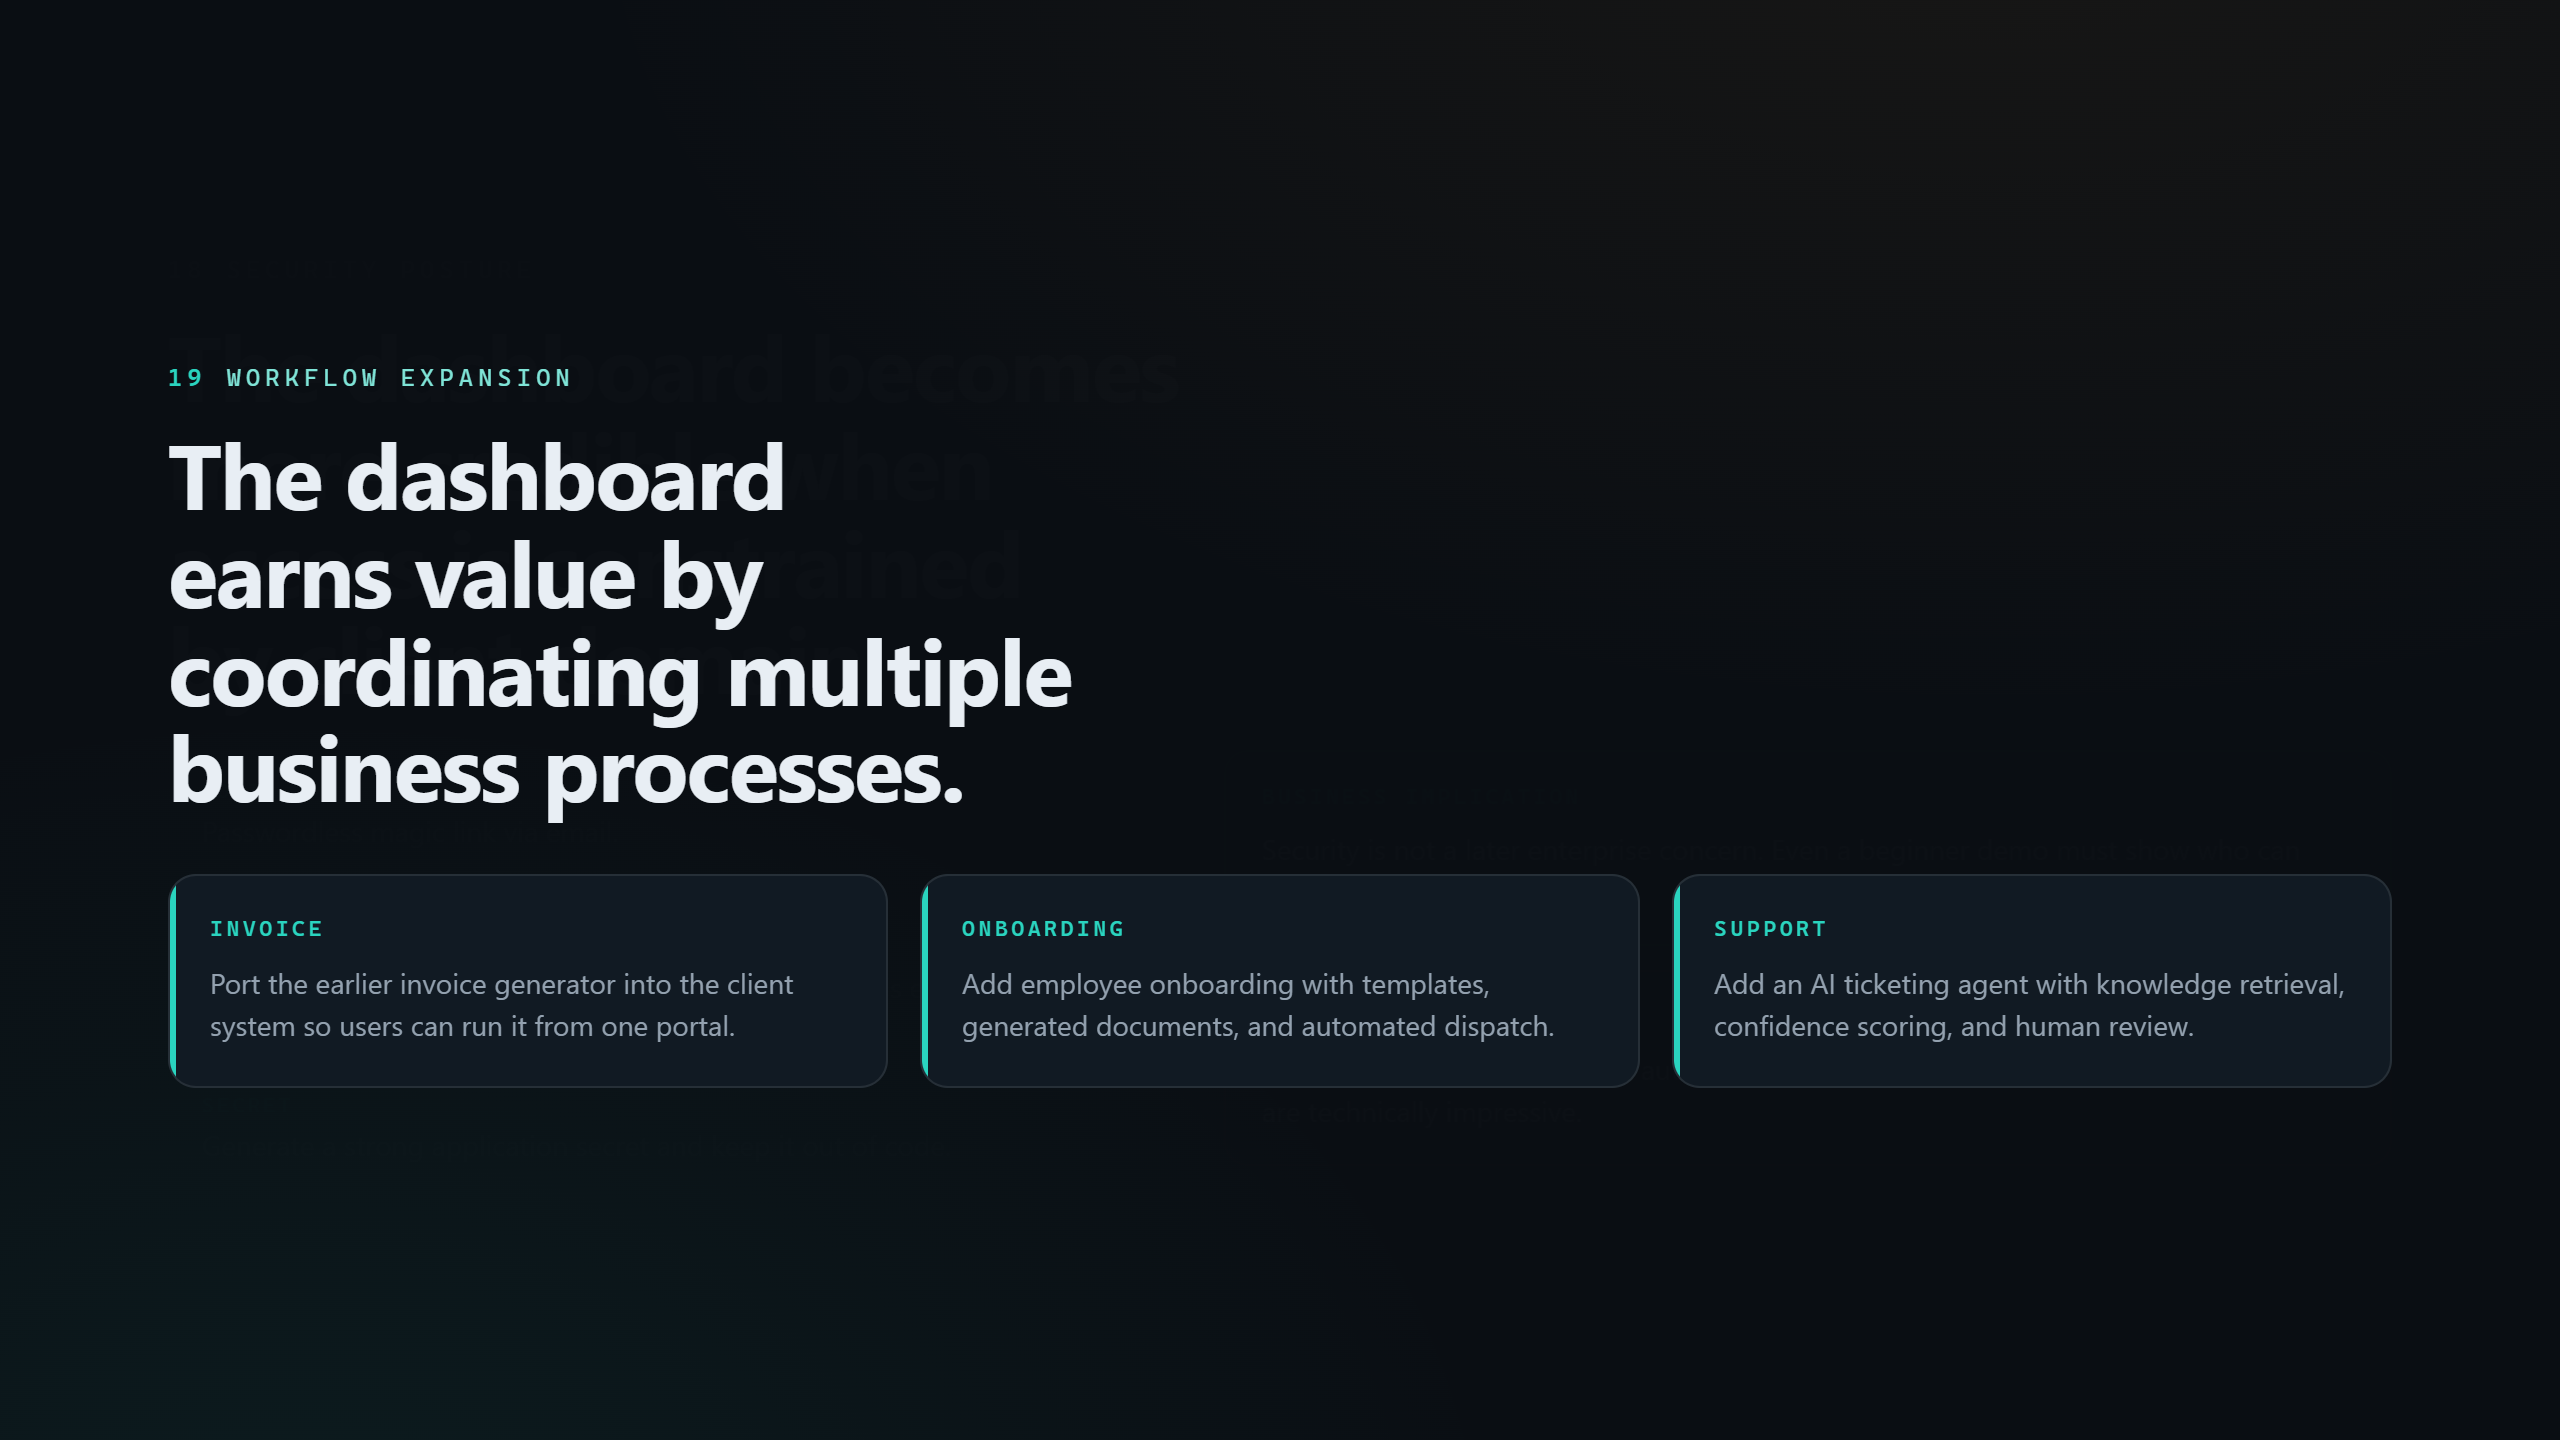 19 WORKFLOW EXPANSION
The dashboard
earns value by
coordinating multiple
business processes.
INVOICE
Port the earlier invoice generator into the client
system so users can run it from one portal.
ONBOARDING
Add employee onboarding with templates,
generated documents, and automated dispatch.
SUPPORT
Add an AI ticketing agent with knowledge retrieval,
confidence scoring, and human review.